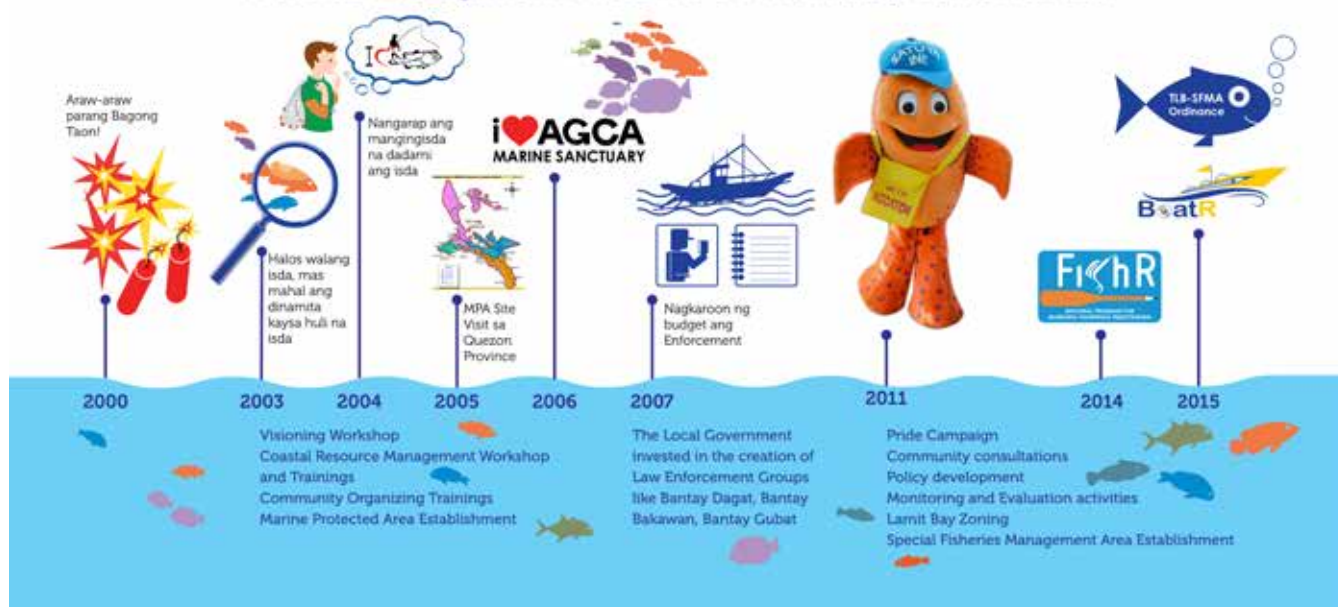 Araw-araw
parang Bagong
Taon!
Halos walang
isda, mas
mahal ang
dinamita
kaysa huli na
isda
I
Nangarap ang
mangingisda
na dadami
ang isda
MPA Site
Visit sa
Quezon
Province
i AGCA
MARINE SANCTUARY
Nagkaroon ng
budget ang
Enforcement
FishR
TLB-SFMA
Ordinance
BoatR
2000
2003
2004
2005
2006
2007
2011
2014
2015
Visioning Workshop
Coastal Resource Management Workshop
and Trainings
Community Organizing Trainings
Marine Protected Area Establishment
The Local Government
invested in the creation of
Law Enforcement Groups
like Bantay Dagat, Bantay
Bakawan, Bantay Gubat
Pride Campaign
Community consultations
Policy development
Monitoring and Evaluation activities
Lamit Bay Zoning
Special Fisheries Management Area Establishment